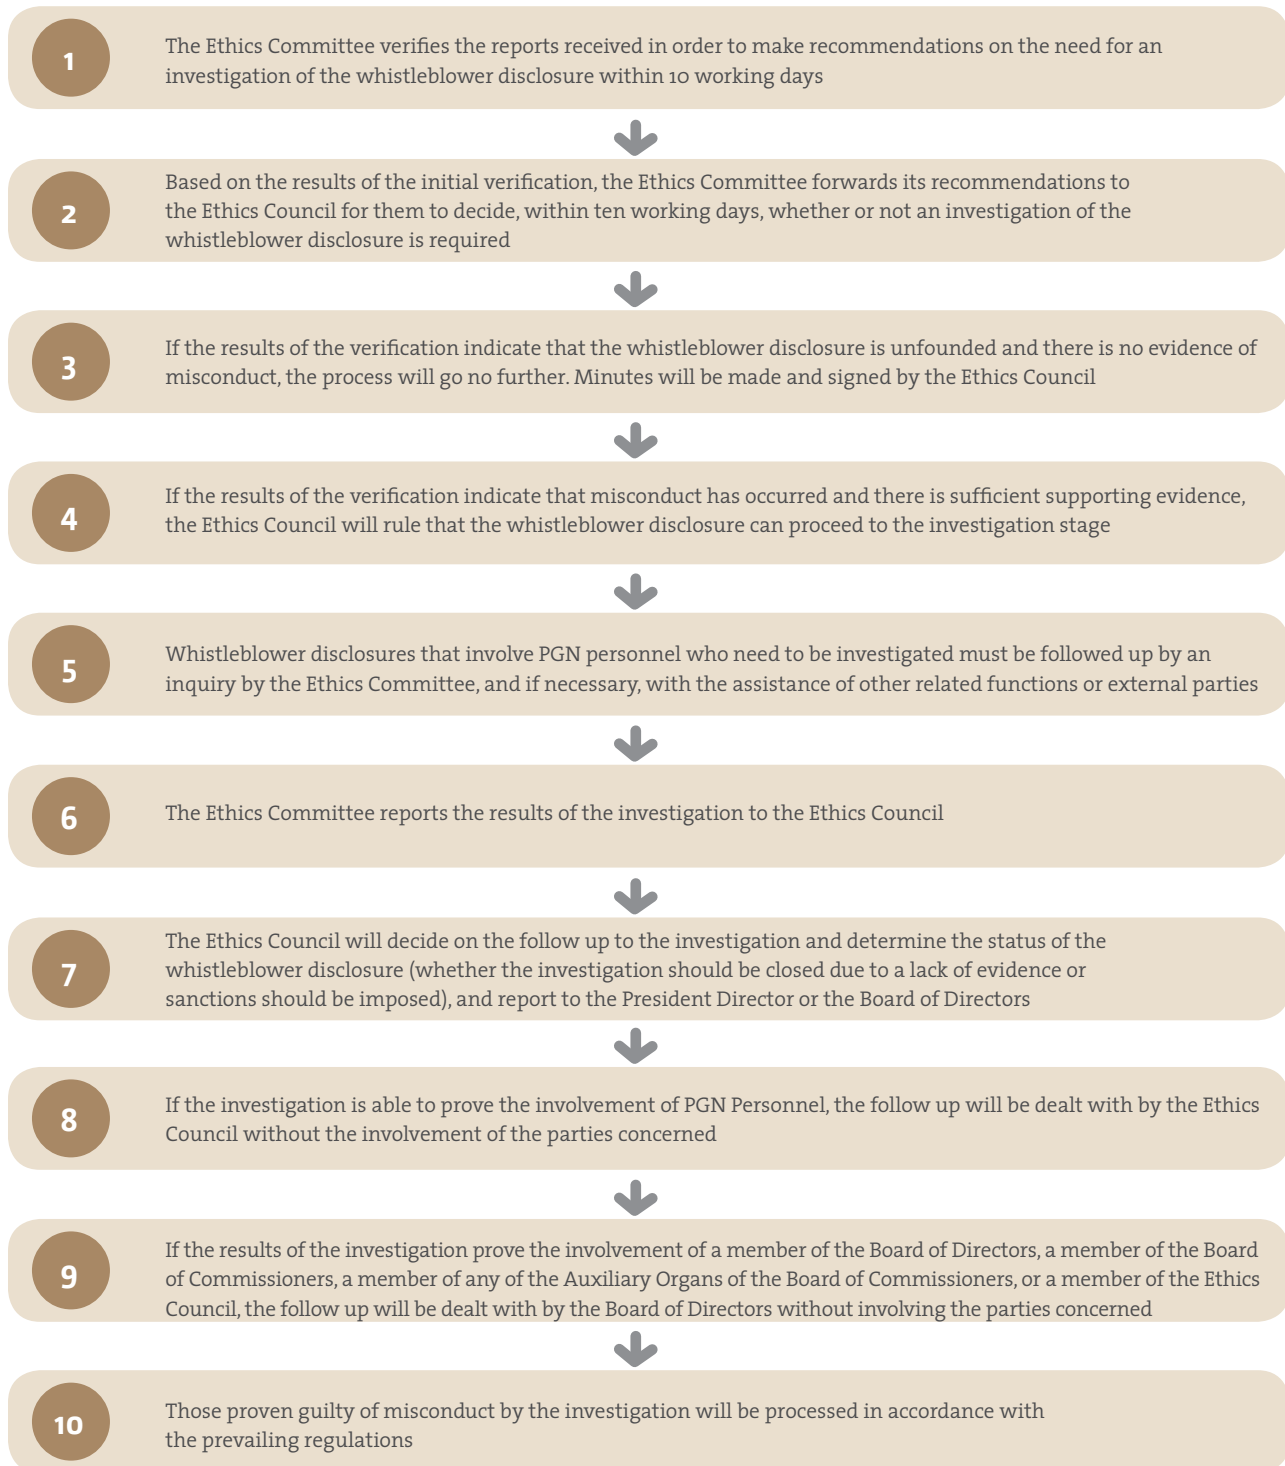 1
The Ethics Committee verifies the reports received in order to make recommendations on the need for an
investigation of the whistleblower disclosure within 10 working days
2
Based on the results of the initial verification, the Ethics Committee forwards its recommendations to
the Ethics Council for them to decide, within ten working days, whether or not an investigation of the
whistleblower disclosure is required
3
If the results of the verification indicate that the whistleblower disclosure is unfounded and there is no evidence of
misconduct, the process will go no further. Minutes will be made and signed by the Ethics Council
4
If the results of the verification indicate that misconduct has occurred and there is sufficient supporting evidence,
the Ethics Council will rule that the whistleblower disclosure can proceed to the investigation stage
5
Whistleblower disclosures that involve PGN personnel who need to be investigated must be followed up by an
inquiry by the Ethics Committee, and if necessary, with the assistance of other related functions or external parties
6
The Ethics Committee reports the results of the investigation to the Ethics Council
7
The Ethics Council will decide on the follow up to the investigation and determine the status of the
whistleblower disclosure (whether the investigation should be closed due to a lack of evidence or
sanctions should be imposed), and report to the President Director or the Board of Directors
8
If the investigation is able to prove the involvement of PGN Personnel, the follow up will be dealt with by the Ethics
Council without the involvement of the parties concerned
9
If the results of the investigation prove the involvement of a member of the Board of Directors, a member of the Board
of Commissioners, a member of any of the Auxiliary Organs of the Board of Commissioners, or a member of the Ethics
Council, the follow up will be dealt with by the Board of Directors without involving the parties concerned
10
Those proven guilty of misconduct by the investigation will be processed in accordance with
the prevailing regulations